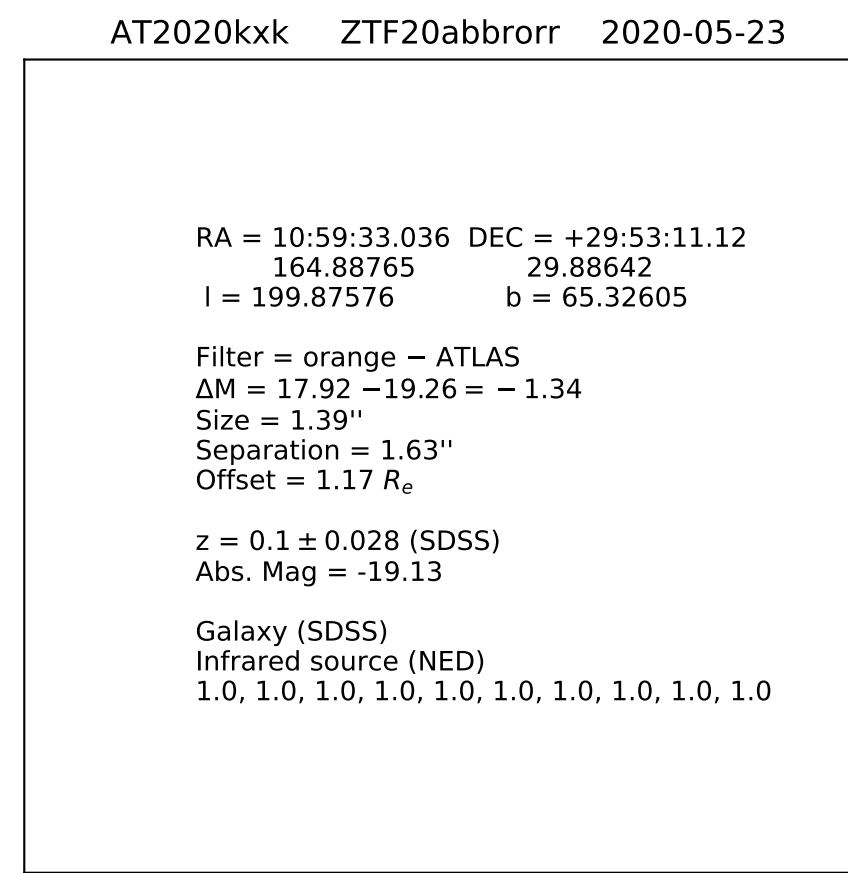 AT2020kxk ZTF20abbrorr 2020-05-23
RA = 10:59:33.036 DEC = +29:53:11.12
164.88765 29.88642
l = 199.87576 b = 65.32605
Filter = orange − ATLAS
ΔM = 17.92 −19.26 = − 1.34
Size = 1.39''
Separation = 1.63''
Offset = 1.17 Re
z = 0.1 ± 0.028 (SDSS)
Abs. Mag = -19.13
Galaxy (SDSS)
Infrared source (NED)
1.0, 1.0, 1.0, 1.0, 1.0, 1.0, 1.0, 1.0, 1.0, 1.0